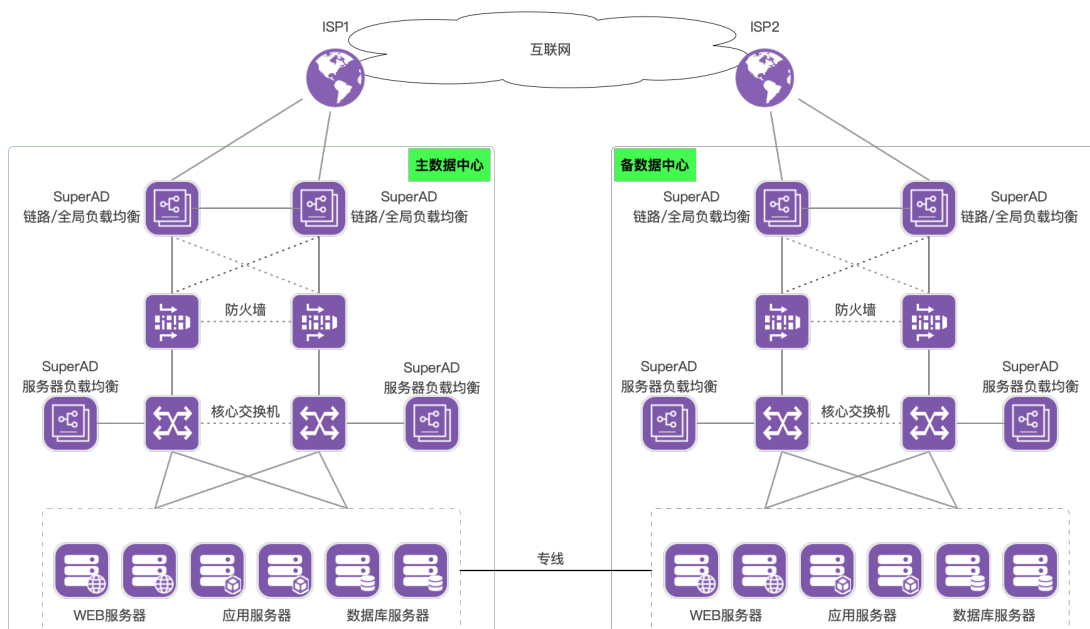 ISP1
ISP2
互联网
主数据中心
备数据中心
SuperAD
链路/全局负载均衡
SuperAD
链路/全局负载均衡
SuperAD
链路/全局负载均衡
SuperAD
链路/全局负载均衡
防火墙
防火墙
SuperAD
服务器负载均衡
SuperAD
服务器负载均衡
SuperAD
服务器负载均衡
SuperAD
服务器负载均衡
核心交换机
核心交换机
专线
WEB服务器
应用服务器
数据库服务器
WEB服务器
应用服务器
数据库服务器